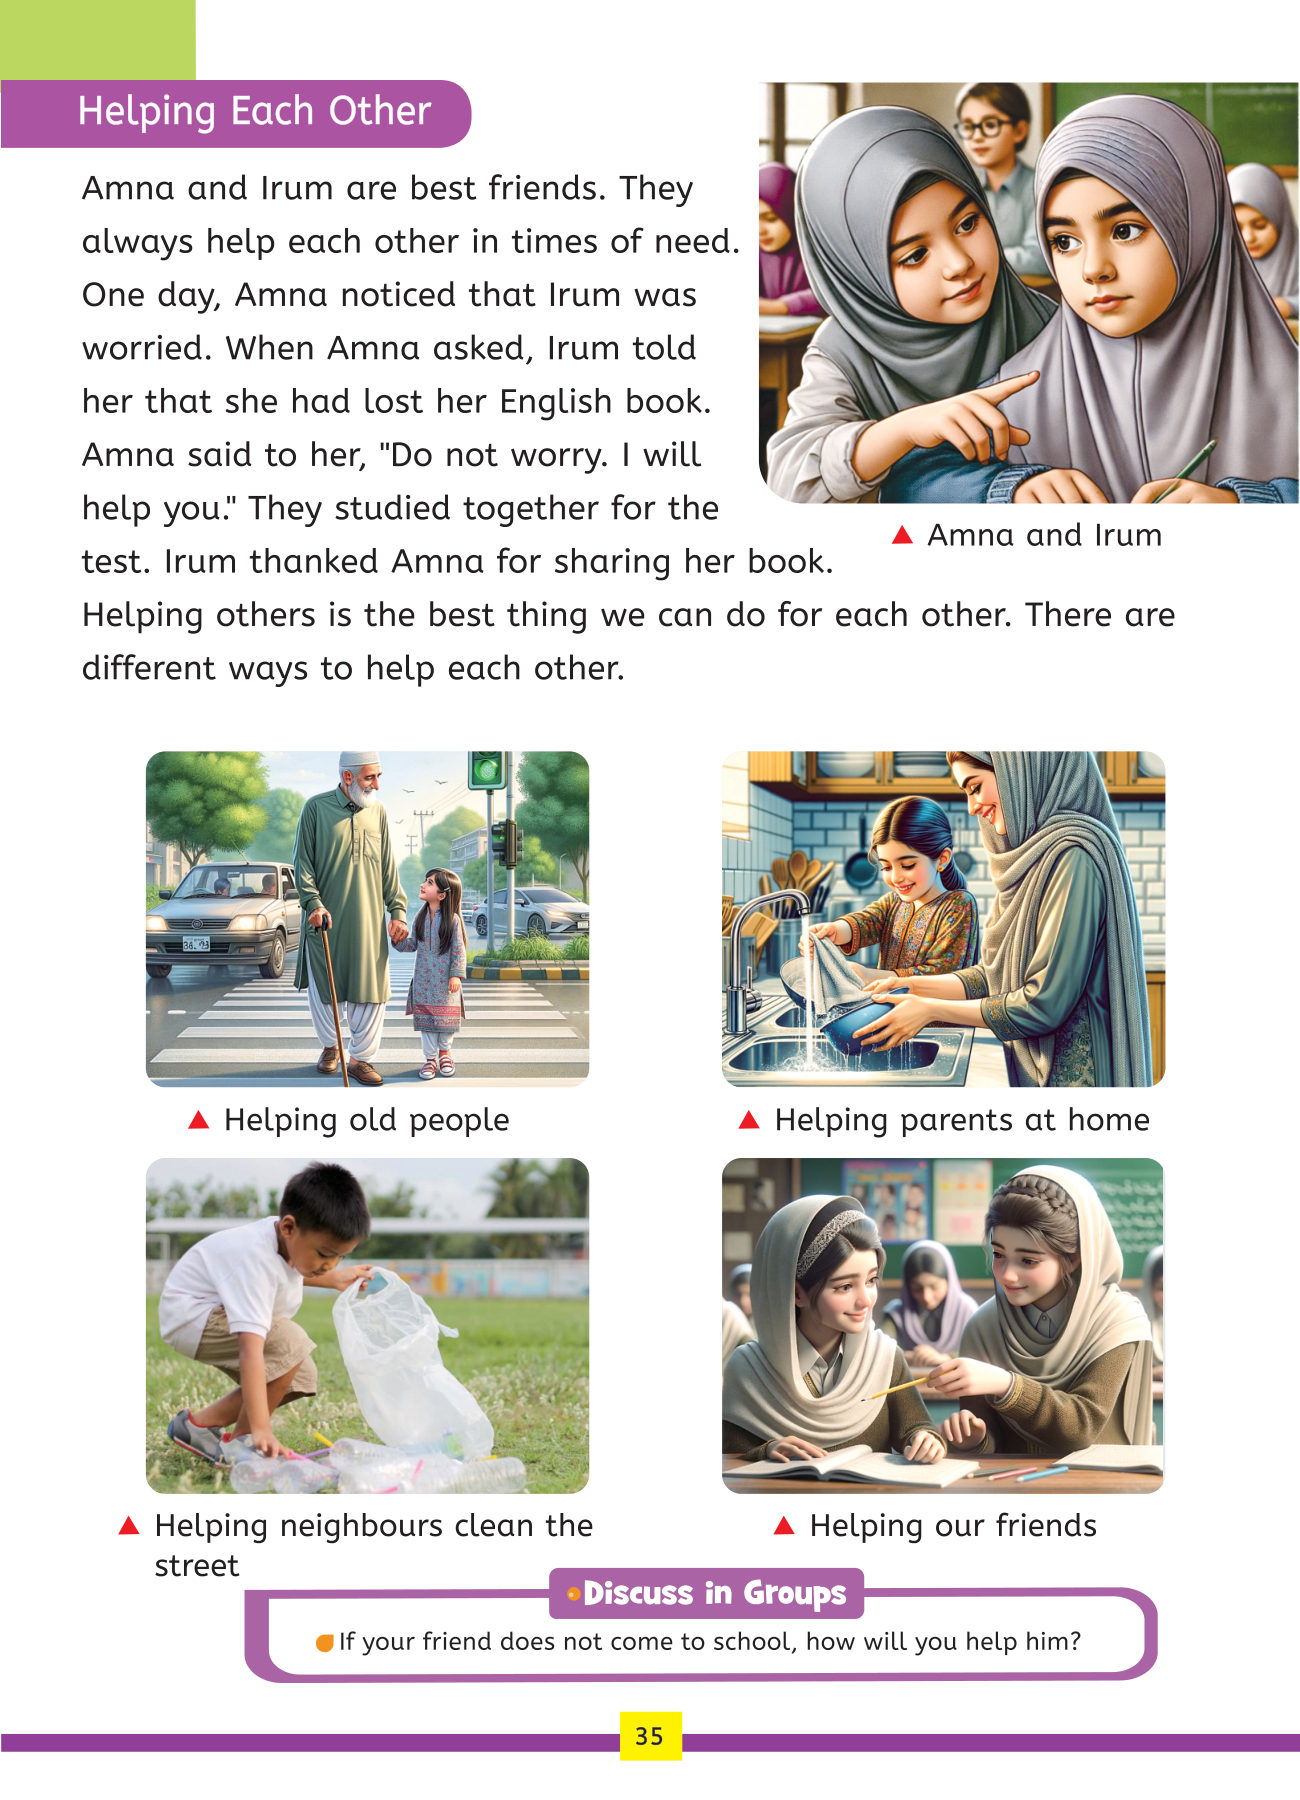 Helping Each Other
Amna and Irum are best friends. They
always help each other in times of need.
One day, Amna noticed that Irum was
worried. When Amna asked, Irum told
her that she had lost her English book.
Amna said to her, "Do not worry. I will
help you." They studied together for the
test. Irum thanked Amna for sharing her book.
Helping others is the best thing we can do for each other. There are
different ways to help each other.
▲ Amna and Irum
▲ Helping old people
▲ Helping parents at home
▲ Helping neighbours clean the
street
▲ Helping our friends
Discuss in Groups
If your friend does not come to school, how will you help him?
35